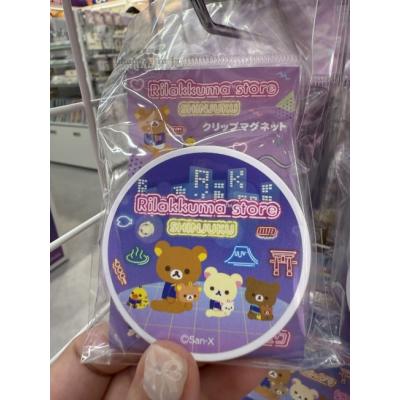 Rilakkuma store
SHINJUKU
クリップマグネット
R K
Rilakkuma store
SHINJUKU
©San-X